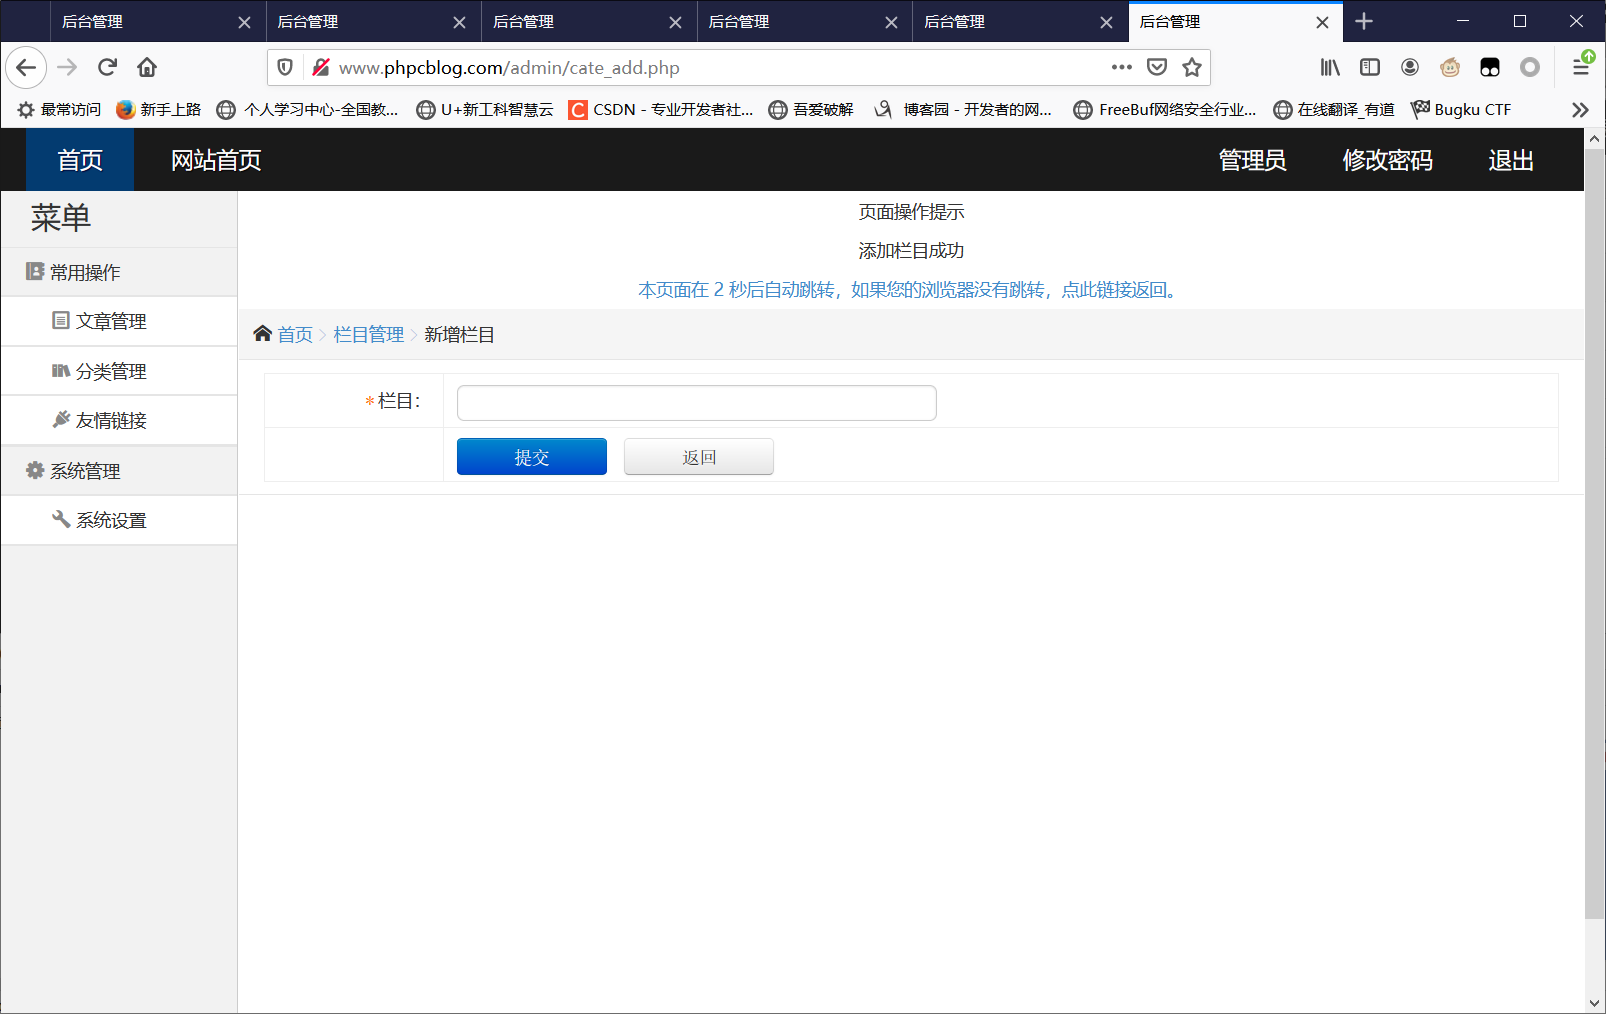 后台管理 后台管理 后台管理 后台管理 后台管理 后台管理
www.phpcblog.com/admin/cate_add.php
最常访问 新手上路 个人学习中心-全国教... U+新工科智慧云 CSDN - 专业开发者社... 吾爱破解 博客园 - 开发者的网... FreeBuf网络安全行业... 在线翻译_有道 Bugku CTF
首页 网站首页 管理员 修改密码 退出
菜单
常用操作
文章管理
分类管理
友情链接
系统管理
系统设置
页面操作提示
添加栏目成功
本页面在 2 秒后自动跳转，如果您的浏览器没有跳转，点此链接返回。
首页 > 栏目管理 > 新增栏目
*栏目：
提交 返回